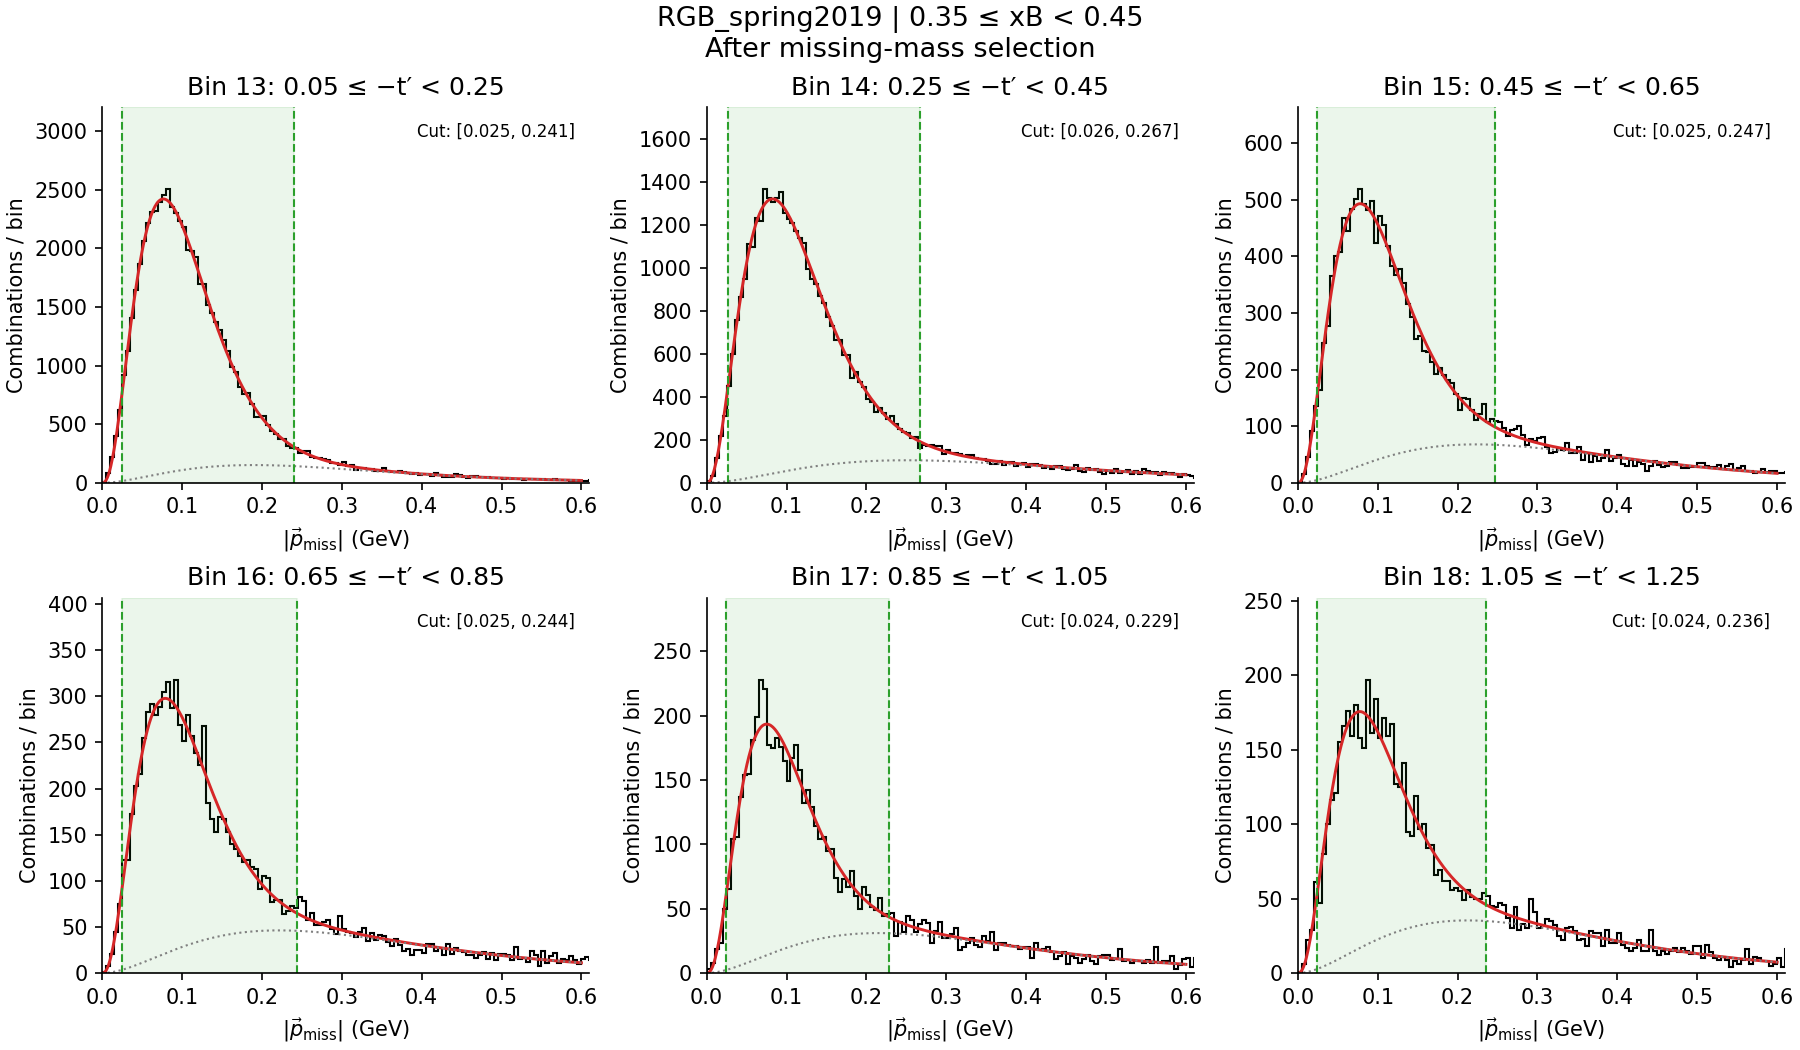 RGB_spring2019 | 0.35 ≤ xB < 0.45
After missing-mass selection
Bin 13: 0.05 ≤ −t′ < 0.25
Cut: [0.025, 0.241]
Combinations / bin
3000
2500
2000
1500
1000
500
0
0.0 0.1 0.2 0.3 0.4 0.5 0.6
|p⃗miss| (GeV)
Bin 14: 0.25 ≤ −t′ < 0.45
Cut: [0.026, 0.267]
Combinations / bin
1600
1400
1200
1000
800
600
400
200
0
0.0 0.1 0.2 0.3 0.4 0.5 0.6
|p⃗miss| (GeV)
Bin 15: 0.45 ≤ −t′ < 0.65
Cut: [0.025, 0.247]
Combinations / bin
600
500
400
300
200
100
0
0.0 0.1 0.2 0.3 0.4 0.5 0.6
|p⃗miss| (GeV)
Bin 16: 0.65 ≤ −t′ < 0.85
Cut: [0.025, 0.244]
Combinations / bin
400
350
300
250
200
150
100
50
0
0.0 0.1 0.2 0.3 0.4 0.5 0.6
|p⃗miss| (GeV)
Bin 17: 0.85 ≤ −t′ < 1.05
Cut: [0.024, 0.229]
Combinations / bin
250
200
150
100
50
0
0.0 0.1 0.2 0.3 0.4 0.5 0.6
|p⃗miss| (GeV)
Bin 18: 1.05 ≤ −t′ < 1.25
Cut: [0.024, 0.236]
Combinations / bin
250
200
150
100
50
0
0.0 0.1 0.2 0.3 0.4 0.5 0.6
|p⃗miss| (GeV)